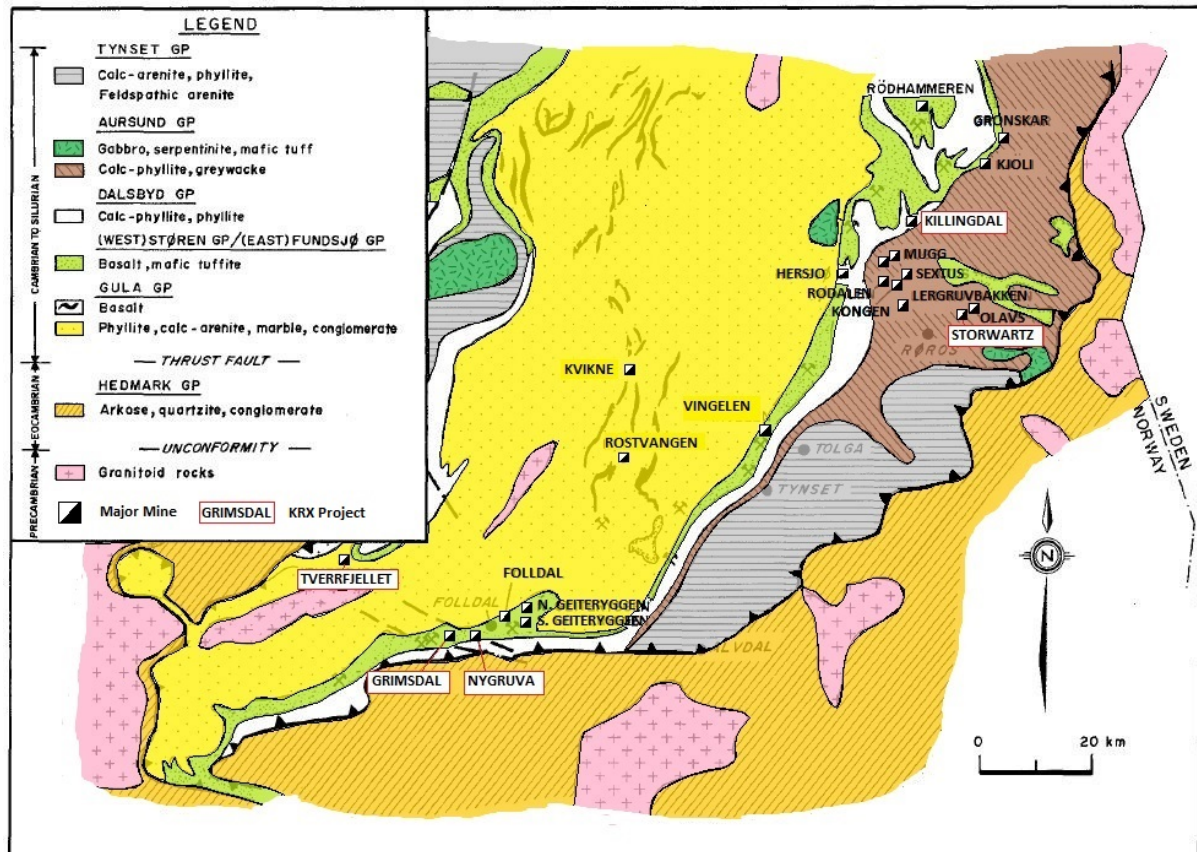 LEGEND
TYNSET GP
Calc-arenite, phyllite,
Feldspathic arenite
AURSUND GP
Gabbro, serpentinite, mafic tuff
Calc-phyllite, greywacke
DALSBYD GP
Calc-phyllite, phyllite
(WEST) STØREN GP/(EAST) FUNDSJØ GP
Basalt, mafic tuffite
GULA GP
Basalt
Phyllite, calc-arenite, marble, conglomerate
THRUST FAULT
HEDMARK GP
Arkose, quartzite, conglomerate
UNCONFORMITY
Granitoid rocks
Major Mine
GRIMSDAL
KRX Project
CAMBRIAN TO SILURIAN
EOCAMBRIAN
PRECAMBRIAN
RÖDHAMMEREN
GRONSKAR
KJOLI
KILLINGDAL
MUGG
HERSJO
SEXTUS
RODALEN
LERGRUVBAKKEN
KONGEN
OLAVS
STORWARTZ
RØROS
KVIKNE
VINGELEN
ROSTVANGEN
TOLGA
TYNSET
SWEDEN
NORWAY
N
TVERRFJELLET
FOLLDAL
FOLLDAL
N. GEITERYGGEN
S. GEITERYGGEN
ALVDAL
GRIMSDAL
NYGRUVA
0 20 km